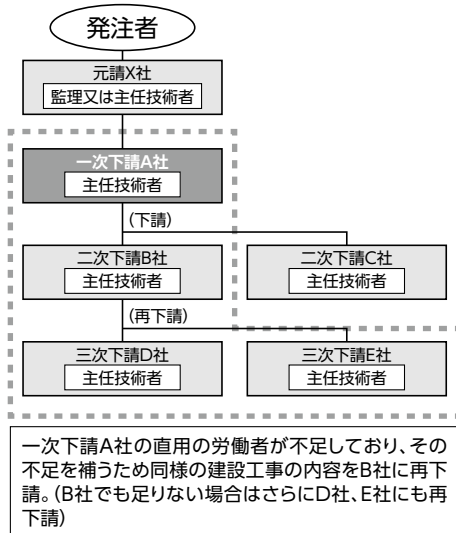 発注者
元請X社
監理又は主任技術者
一次下請A社
主任技術者
(下請)
二次下請B社
主任技術者
二次下請C社
主任技術者
(再下請)
三次下請D社
主任技術者
三次下請E社
主任技術者
一次下請A社の直用の労働者が不足しており、その
不足を補うため同様の建設工事の内容をB社に再下
請。(B社でも足りない場合はさらにD社、E社にも再
下請)